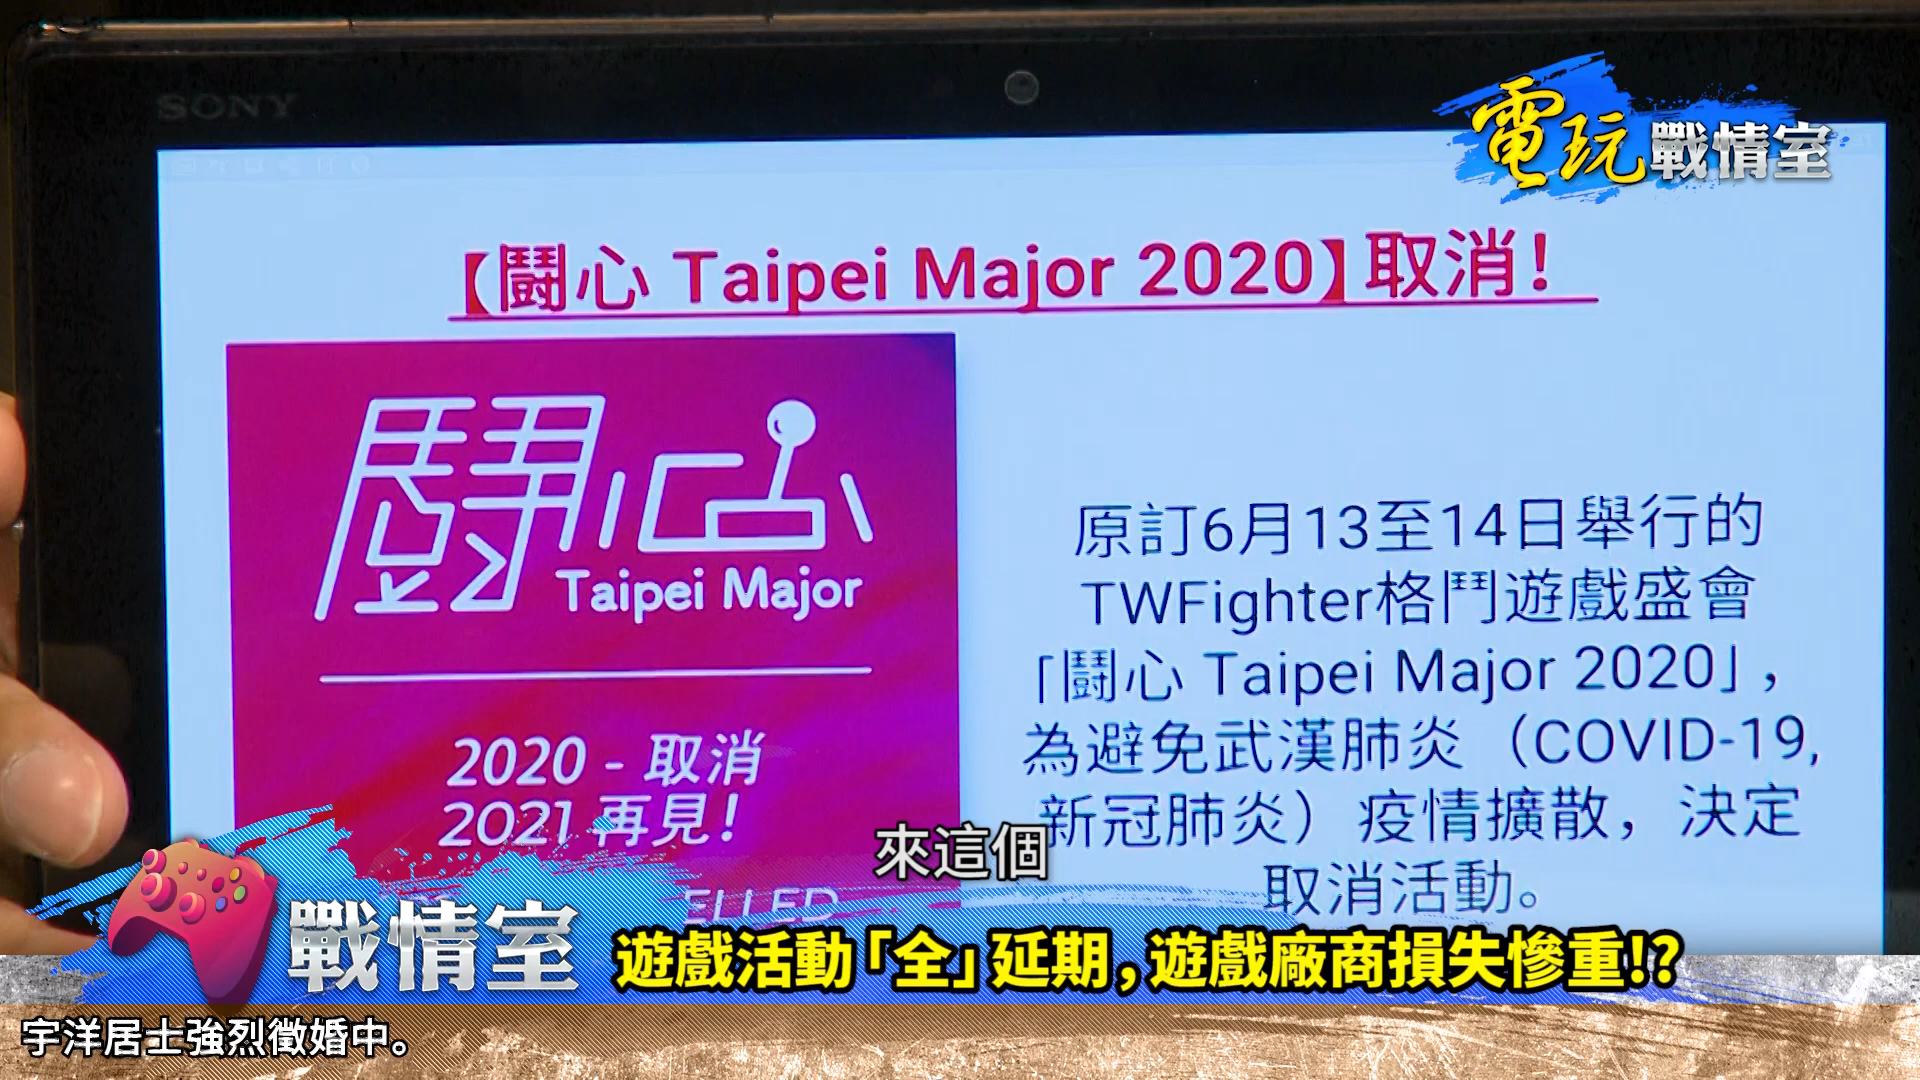 SONY
電玩戰情室
【鬪心 Taipei Major 2020】取消!
鬪心
Taipei Major
2020 - 取消
2021 再見!
ELLED
原訂6月13至14日舉行的
TWFighter格鬥遊戲盛會
「鬪心 Taipei Major 2020」,
為避免武漢肺炎(COVID-19,
新冠肺炎)疫情擴散,決定
取消活動。
來這個
戰情室
遊戲活動「全」延期,遊戲廠商損失慘重!?
宇洋居士強烈徵婚中。